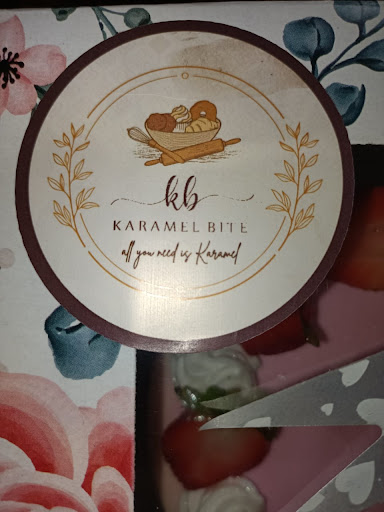 kb
KARAMEL BITE
all you need is Karamel